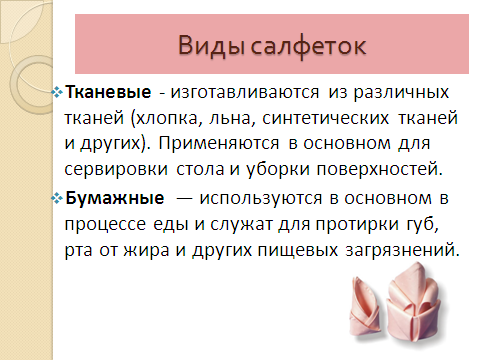 Виды салфеток
Тканевые - изготавливаются из различных
тканей (хлопка, льна, синтетических тканей
и других). Применяются в основном для
сервировки стола и уборки поверхностей.
Бумажные — используются в основном в
процессе еды и служат для протирки губ,
рта от жира и других пищевых загрязнений.